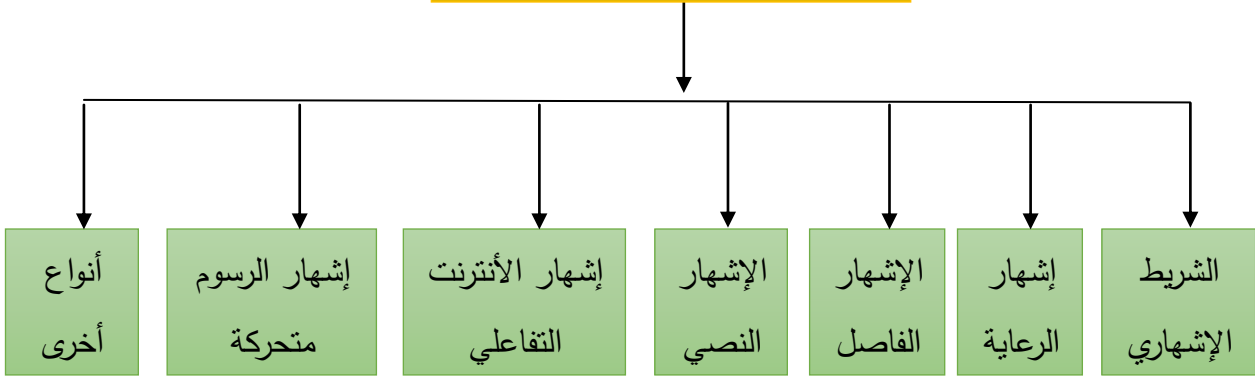 الشريط
الإشهاري
إشهار
الرعاية
الإشهار
الفاصل
الإشهار
النصي
إشهار الأنترنت
التفاعلي
إشهار الرسوم
متحركة
أنواع
أخرى